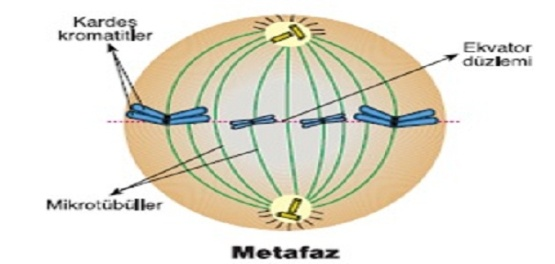 Kardeş
kromatitler
Ekvator
düzlemi
Mikrotübüller
Metafaz